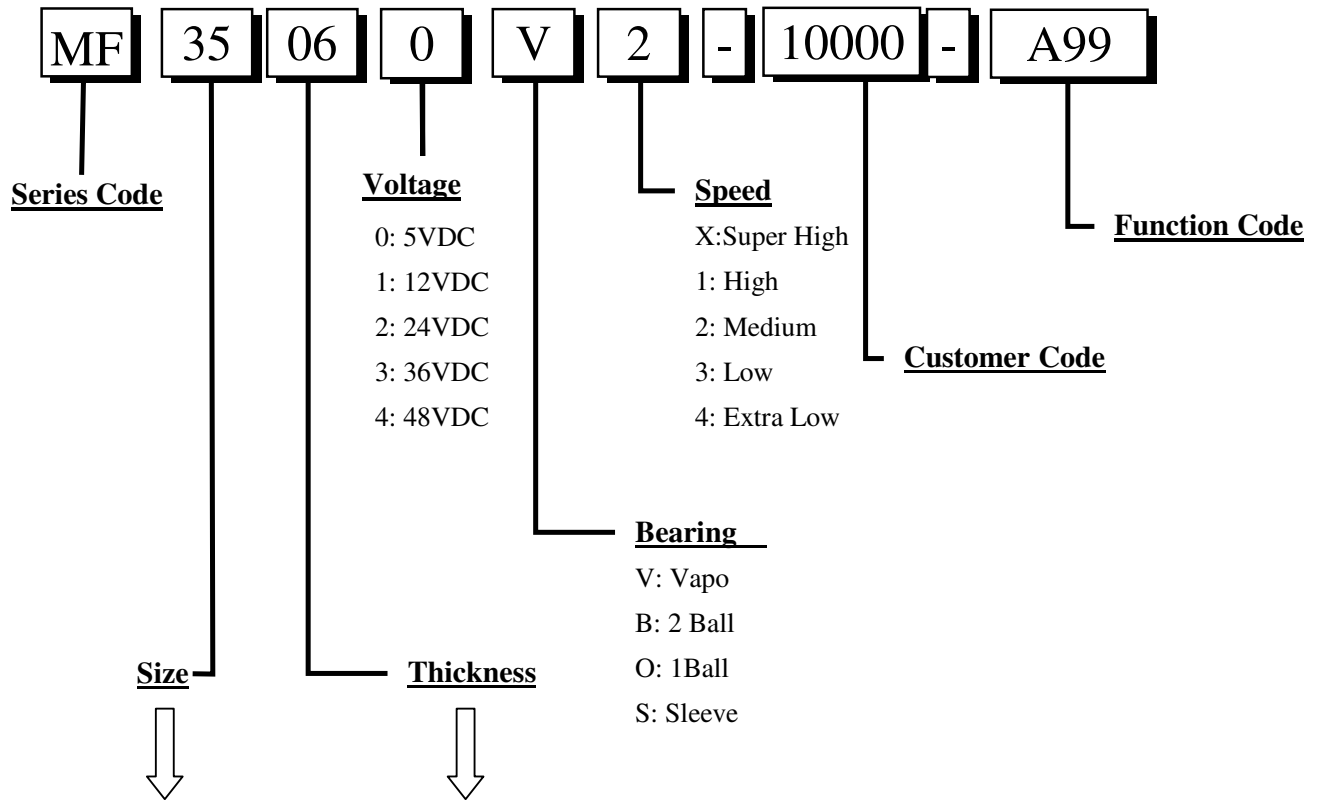 MF 35 06 0 V 2 - 10000 - A99
Series Code
Voltage
0: 5VDC
1: 12VDC
2: 24VDC
3: 36VDC
4: 48VDC
Speed
X:Super High
1: High
2: Medium
3: Low
4: Extra Low
Function Code
Customer Code
Bearing
V: Vapo
B: 2 Ball
O: 1Ball
S: Sleeve
Size
Thickness